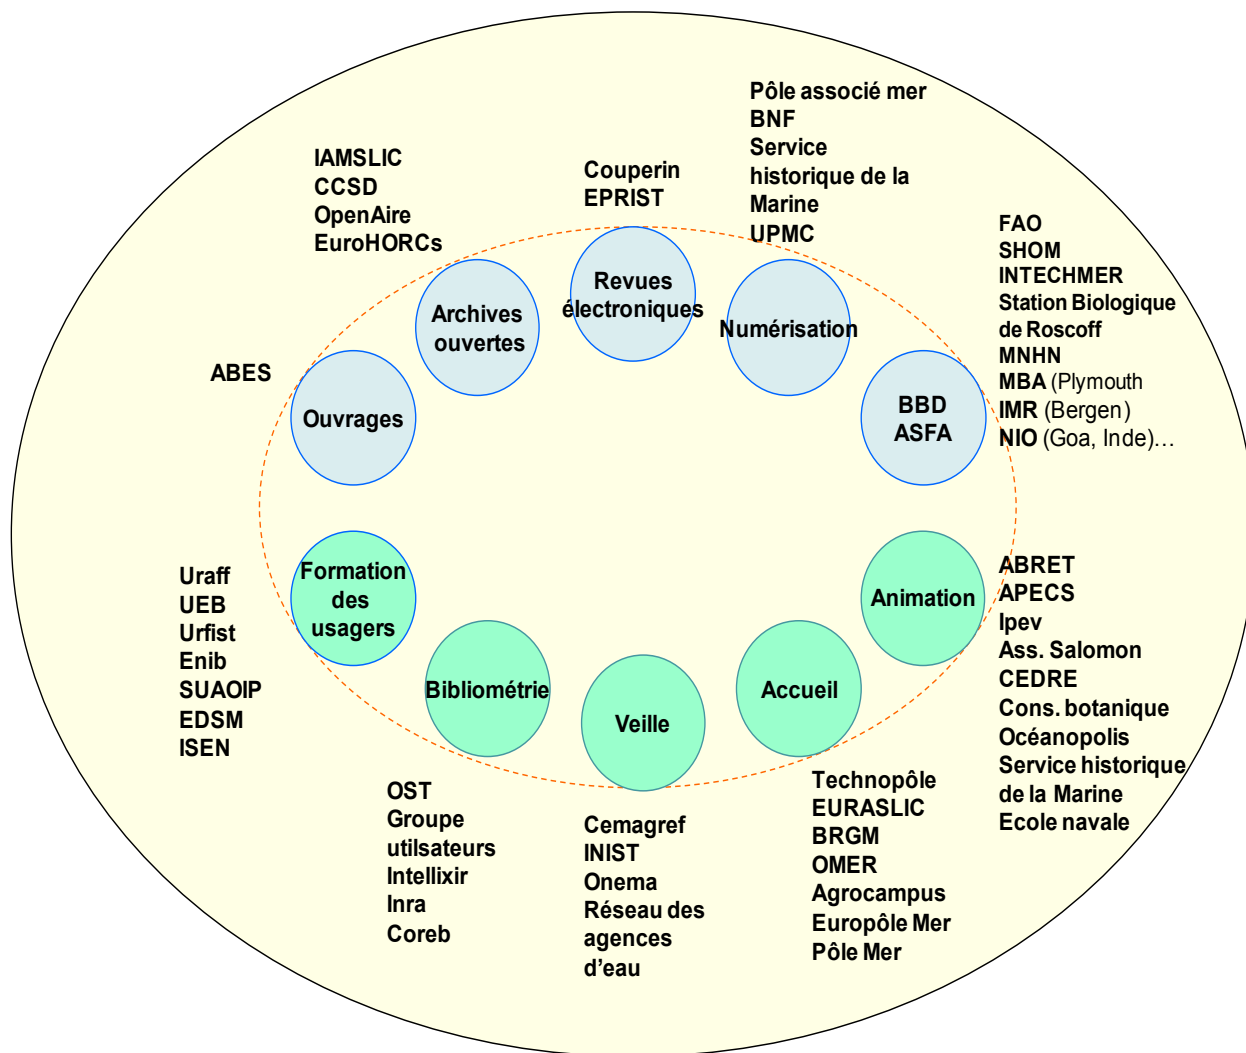 Pôle associé mer
BNF
Service
historique de la
Marine
UPMC
IAMSLIC
CCSD
OpenAire
EuroHORCs
Couperin
EPRIST
FAO
SHOM
INTECHMER
Station Biologique
de Roscoff
MNHN
MBA (Plymouth
IMR (Bergen)
NIO (Goa, Inde)…
ABES
Revues
électroniques
Archives
ouvertes
Numérisation
Ouvrages
BBD
ASFA
Formation
des
usagers
Bibliométrie
Veille
Accueil
Animation
Uraff
UEB
Urfist
Enib
SUAOIP
EDSM
ISEN
ABRET
APECS
Ipev
Ass. Salomon
CEDRE
Cons. botanique
Océanopolis
Service historique
de la Marine
Ecole navale
OST
Groupe
utilsateurs
Intellixir
Inra
Coreb
Cemagref
INIST
Onema
Réseau des
agences
d’eau
Technopôle
EURASLIC
BRGM
OMER
Agrocampus
Europôle Mer
Pôle Mer